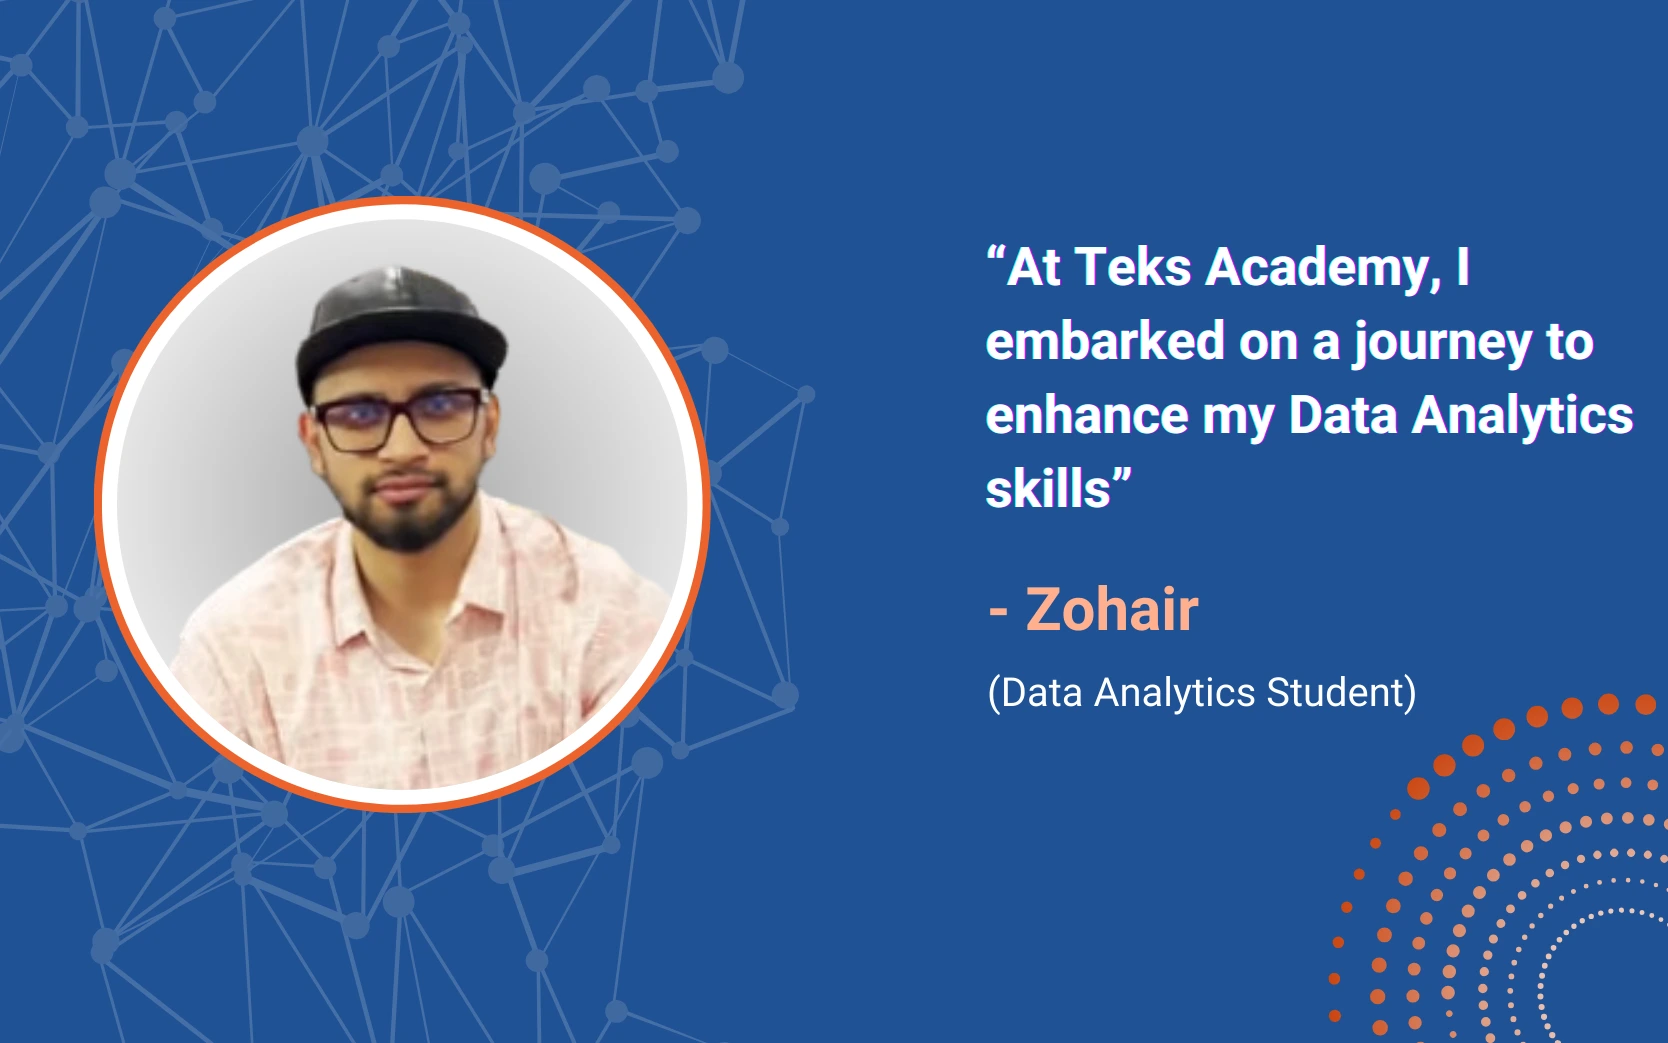 “At Teks Academy, I
embarked on a journey to
enhance my Data Analytics
skills”
- Zohair
(Data Analytics Student)